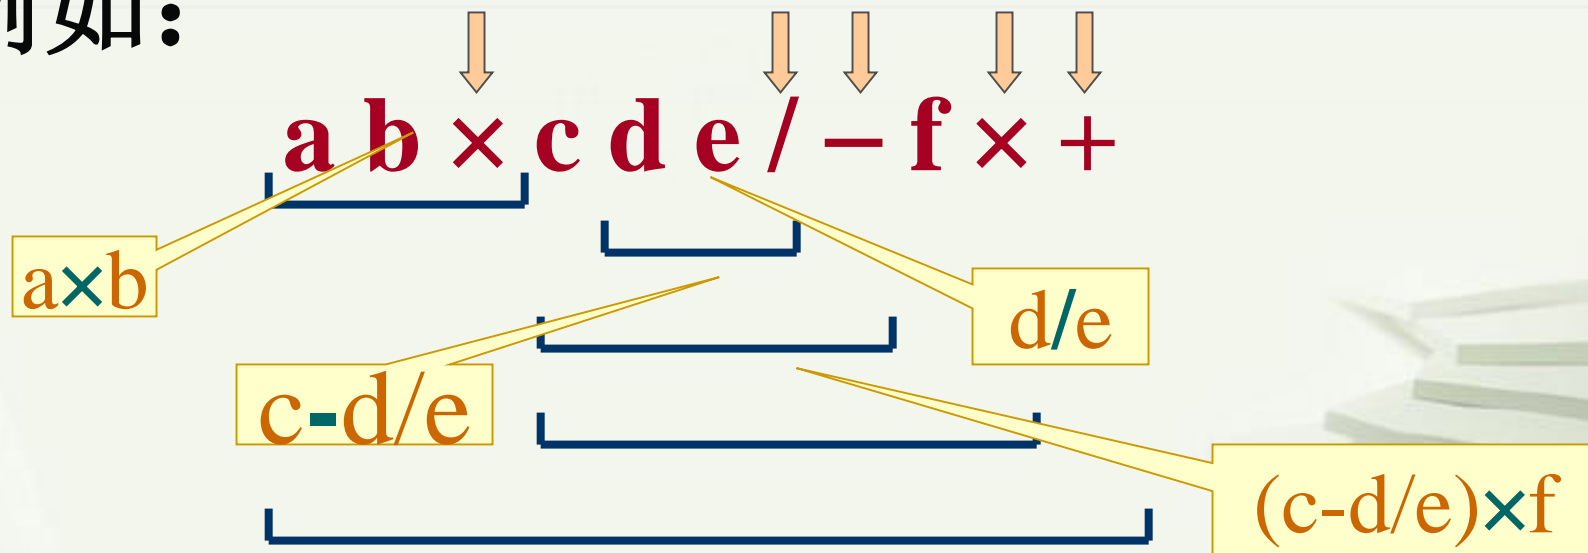 例如：
a b × c d e / − f × +
a×b
d/e
c-d/e
(c-d/e)×f